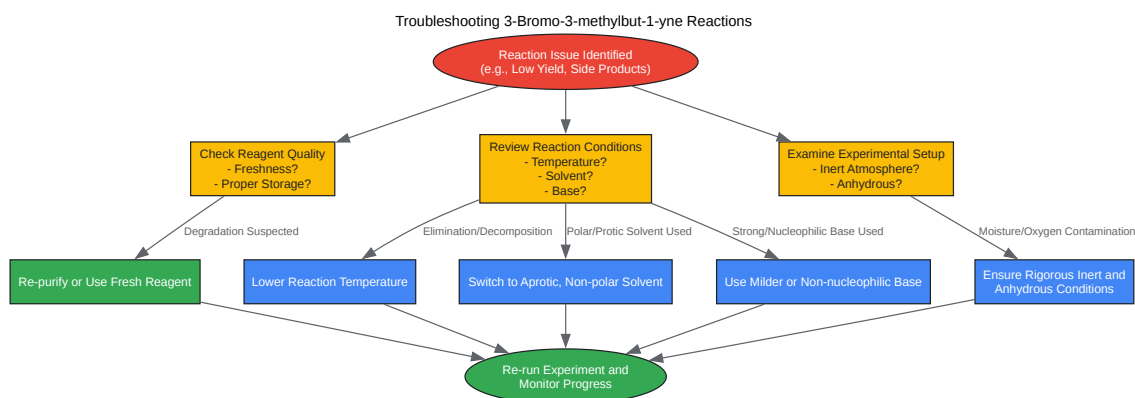 Troubleshooting 3-Bromo-3-methylbut-1-yne Reactions
Reaction Issue Identified
(e.g., Low Yield, Side Products)
Check Reagent Quality
- Freshness?
- Proper Storage?
Review Reaction Conditions
- Temperature?
- Solvent?
- Base?
Examine Experimental Setup
- Inert Atmosphere?
- Anhydrous?
Degradation Suspected
Elimination/Decomposition
Polar/Protic Solvent Used
Strong/Nucleophilic Base Used
Moisture/Oxygen Contamination
Re-purify or Use Fresh Reagent
Lower Reaction Temperature
Switch to Aprotic, Non-polar Solvent
Use Milder or Non-nucleophilic Base
Ensure Rigorous Inert and
Anhydrous Conditions
Re-run Experiment and
Monitor Progress